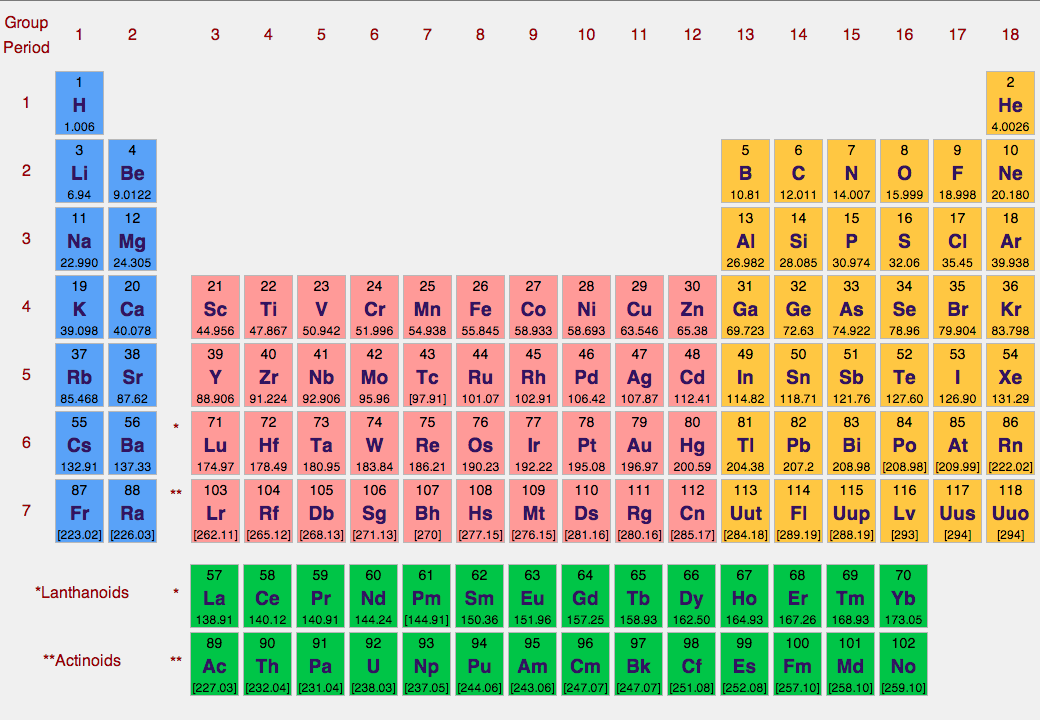 Group 1 2 3 4 5 6 7 8 9 10 11 12 13 14 15 16 17 18
Period
1 2
1 H He
1.006 4.0026
3 4 5 6 7 8 9 10
2 Li Be B C N O F Ne
6.94 9.0122 10.81 12.011 14.007 15.999 18.998 20.180
11 12 13 14 15 16 17 18
3 Na Mg Al Si P S Cl Ar
22.990 24.305 26.982 28.085 30.974 32.06 35.45 39.938
19 20 21 22 23 24 25 26 27 28 29 30 31 32 33 34 35 36
4 K Ca Sc Ti V Cr Mn Fe Co Ni Cu Zn Ga Ge As Se Br Kr
39.098 40.078 44.956 47.867 50.942 51.996 54.938 55.845 58.933 58.693 63.546 65.38 69.723 72.63 74.922 78.96 79.904 83.798
37 38 39 40 41 42 43 44 45 46 47 48 49 50 51 52 53 54
5 Rb Sr Y Zr Nb Mo Tc Ru Rh Pd Ag Cd In Sn Sb Te I Xe
85.468 87.62 88.906 91.224 92.906 95.96 [97.91] 101.07 102.91 106.42 107.87 112.41 114.82 118.71 121.76 127.60 126.90 131.29
55 56 * 71 72 73 74 75 76 77 78 79 80 81 82 83 84 85 86
6 Cs Ba Lu Hf Ta W Re Os Ir Pt Au Hg Tl Pb Bi Po At Rn
132.91 137.33 174.97 178.49 180.95 183.84 186.21 190.23 192.22 195.08 196.97 200.59 204.38 207.2 208.98 [208.98] [209.99] [222.02]
87 88 ** 103 104 105 106 107 108 109 110 111 112 113 114 115 116 117 118
7 Fr Ra Lr Rf Db Sg Bh Hs Mt Ds Rg Cn Uut Fl Uup Lv Uus Uuo
[223.02] [226.03] [262.11] [265.12] [268.13] [271.13] [270] [277.15] [276.15] [281.16] [280.16] [285.17] [284.18] [289.19] [288.19] [293] [294] [294]
57 58 59 60 61 62 63 64 65 66 67 68 69 70
*Lanthanoids * La Ce Pr Nd Pm Sm Eu Gd Tb Dy Ho Er Tm Yb
138.91 140.12 140.91 144.24 [144.91] 150.36 151.96 157.25 158.93 162.50 164.93 167.26 168.93 173.05
89 90 91 92 93 94 95 96 97 98 99 100 101 102
**Actinoids ** Ac Th Pa U Np Pu Am Cm Bk Cf Es Fm Md No
[227.03] [232.04] [231.04] [238.03] [237.05] [244.06] [243.06] [247.07] [247.07] [251.08] [252.08] [257.10] [258.10] [259.10]